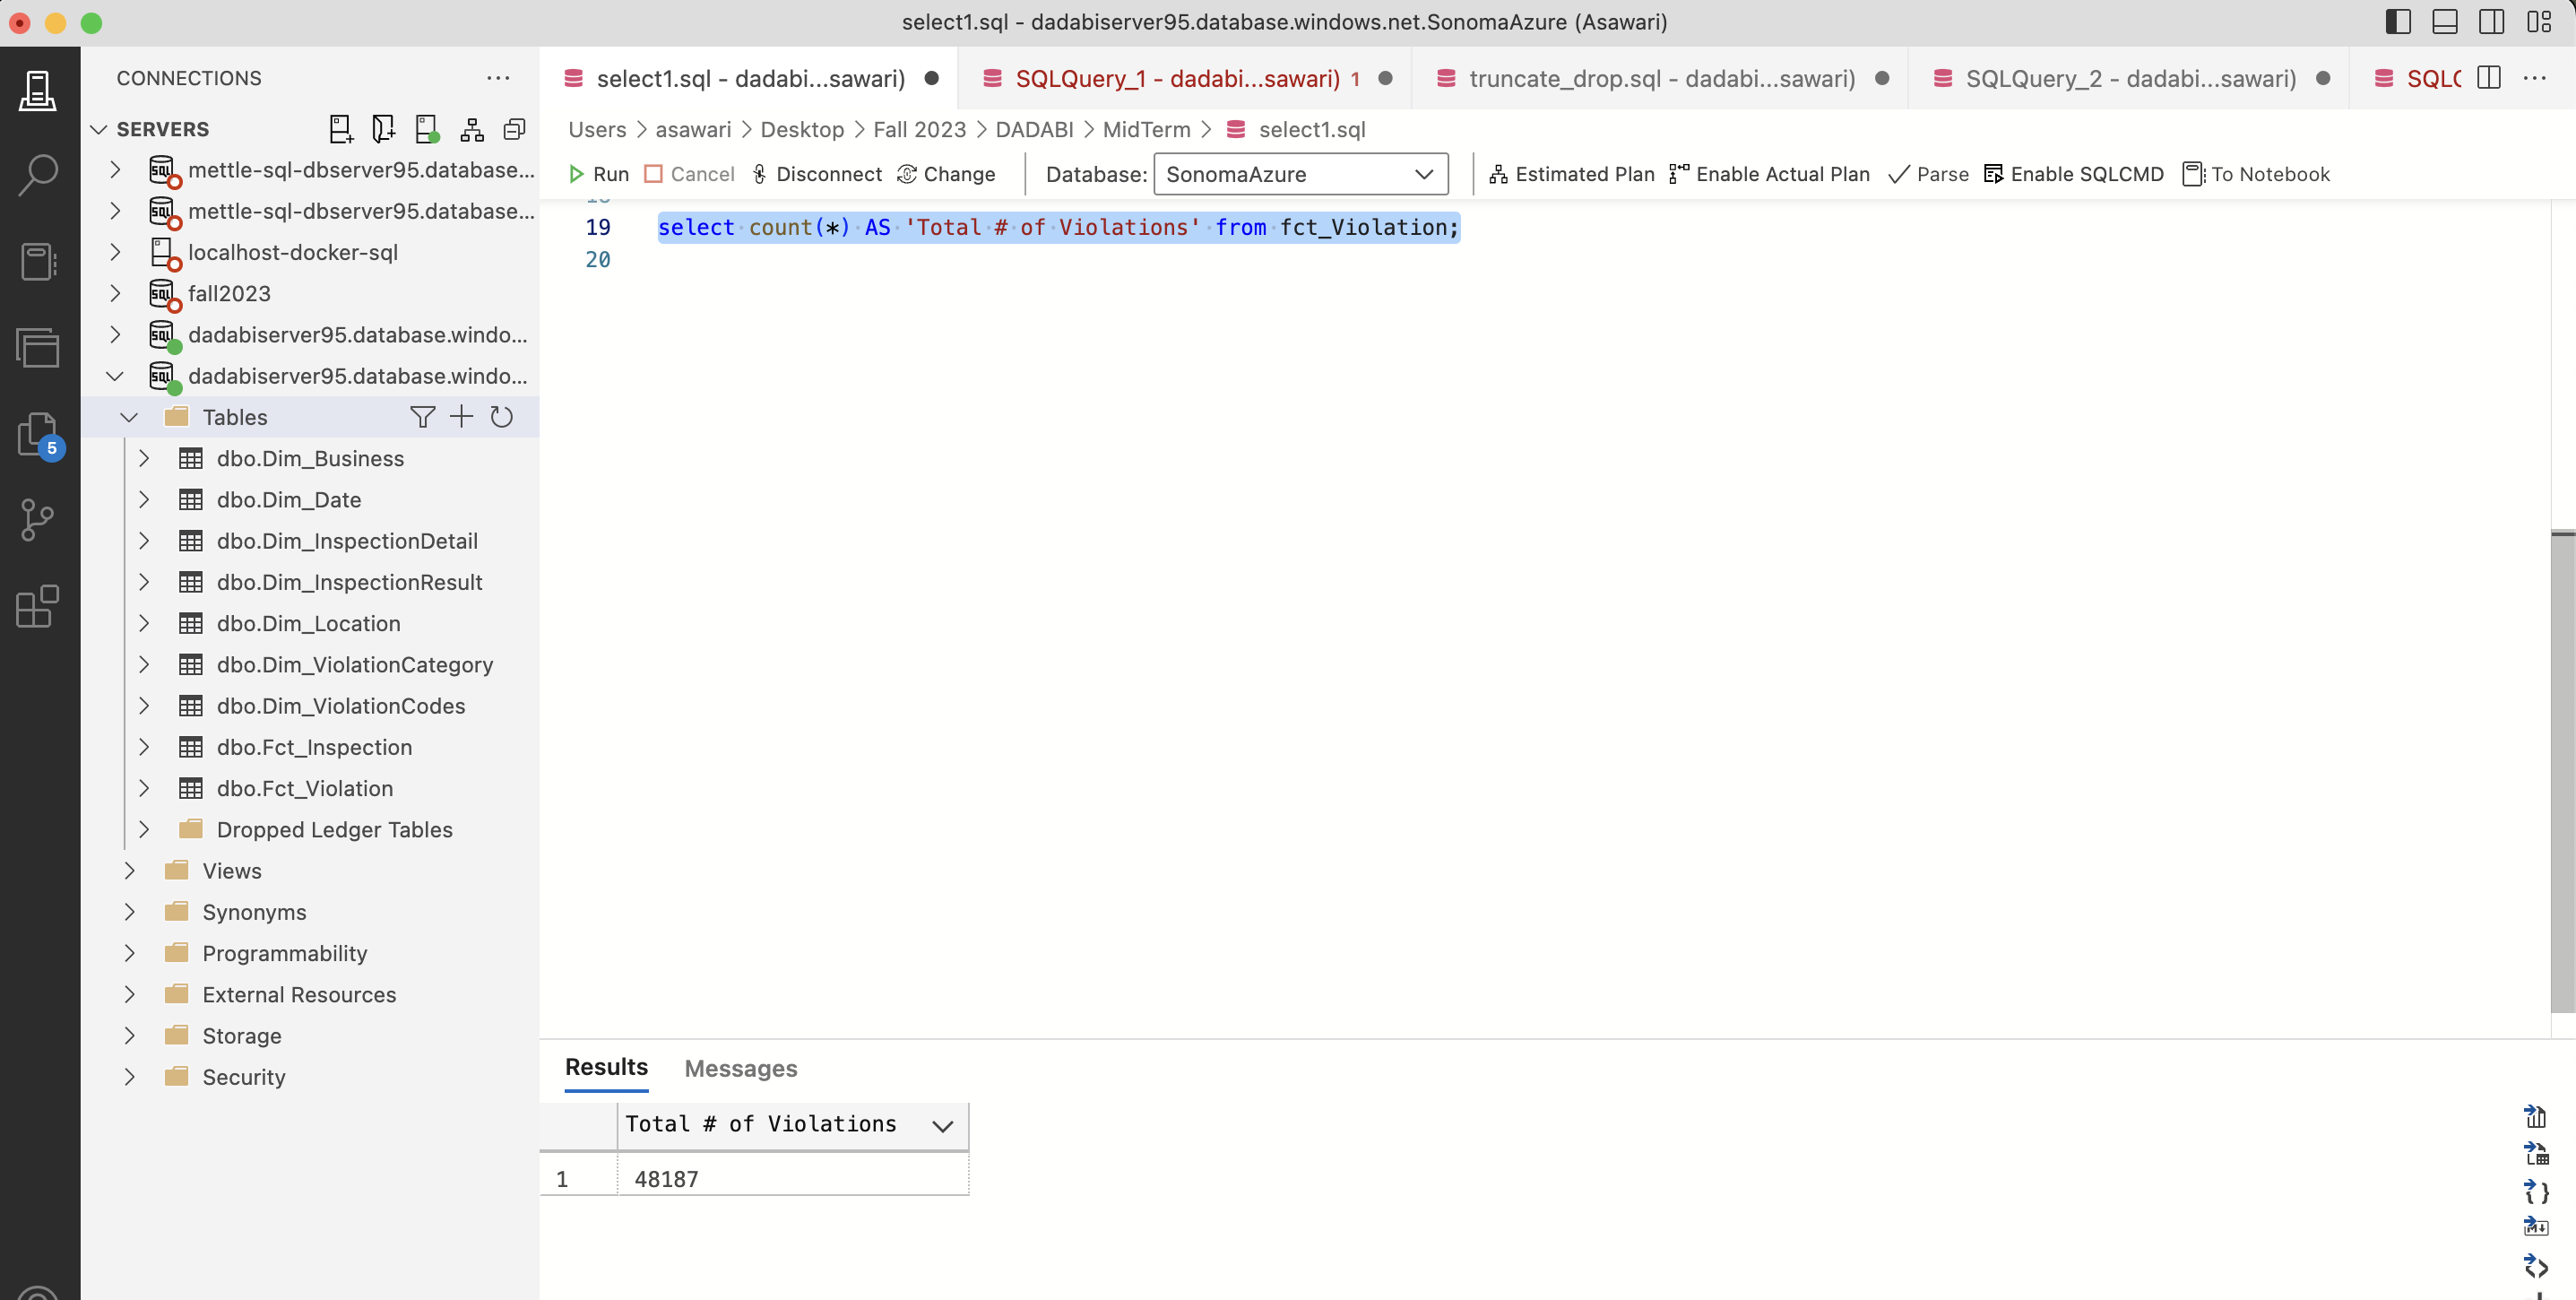 select1.sql - dadabiserver95.database.windows.net.SonomaAzure (Asawari)
CONNECTIONS
SERVERS
mettle-sql-dbserver95.database...
mettle-sql-dbserver95.database...
localhost-docker-sql
fall2023
dadabiserver95.database.windo...
dadabiserver95.database.windo...
Tables
dbo.Dim_Business
dbo.Dim_Date
dbo.Dim_InspectionDetail
dbo.Dim_InspectionResult
dbo.Dim_Location
dbo.Dim_ViolationCategory
dbo.Dim_ViolationCodes
dbo.Fct_Inspection
dbo.Fct_Violation
Dropped Ledger Tables
Views
Synonyms
Programmability
External Resources
Storage
Security
5
select1.sql - dadabi...sawari) SQLQuery_1 - dadabi...sawari) 1 truncate_drop.sql - dadabi...sawari) SQLQuery_2 - dadabi...sawari)
Users > asawari > Desktop > Fall 2023 > DADABI > MidTerm > select1.sql
Run Cancel Disconnect Change Database: SonomaAzure Estimated Plan Enable Actual Plan Parse Enable SQLCMD To Notebook
19 select count(*) AS 'Total # of Violations' from fct_Violation;
20
Results Messages
Total # of Violations
1 48187